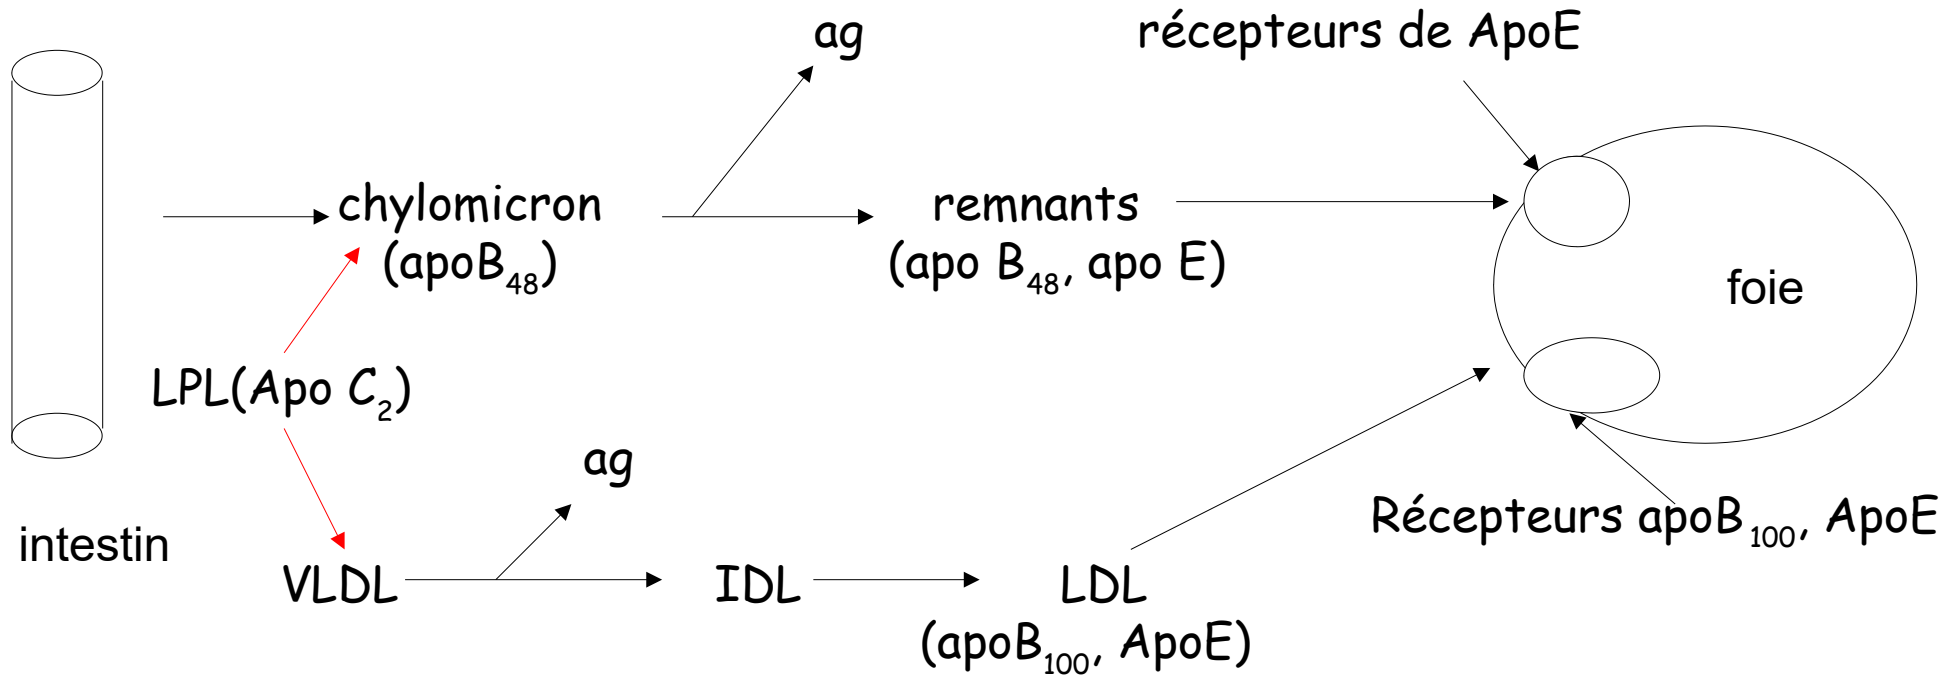 ag
récepteurs de ApoE
chylomicron
(apoB48)
remnants
(apo B48, apo E)
foie
LPL(Apo C2)
ag
Récepteurs apoB100, ApoE
intestin
VLDL
IDL
LDL
(apoB100, ApoE)